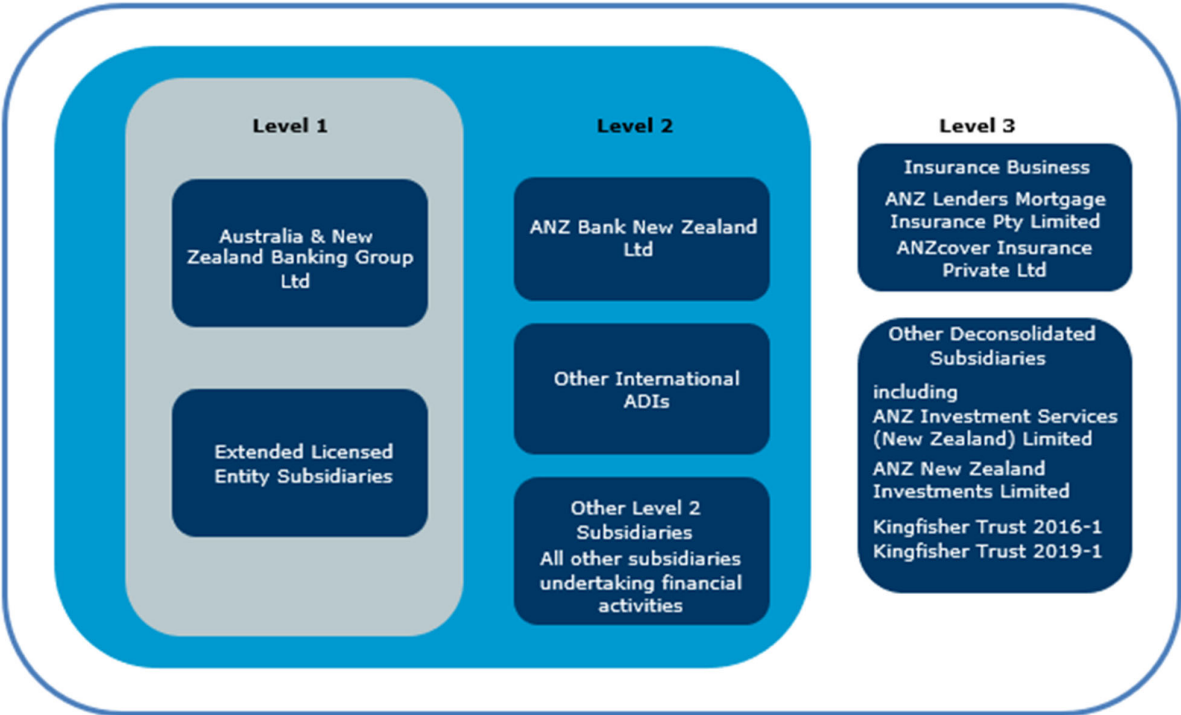 Level 1
Australia & New
Zealand Banking Group
Ltd
Extended Licensed
Entity Subsidiaries
Level 2
ANZ Bank New Zealand
Ltd
Other International
ADIs
Other Level 2
Subsidiaries
All other subsidiaries
undertaking financial
activities
Level 3
Insurance Business
ANZ Lenders Mortgage
Insurance Pty Limited
ANZcover Insurance
Private Ltd
Other Deconsolidated
Subsidiaries
including
ANZ Investment Services
(New Zealand) Limited
ANZ New Zealand
Investments Limited
Kingfisher Trust 2016-1
Kingfisher Trust 2019-1